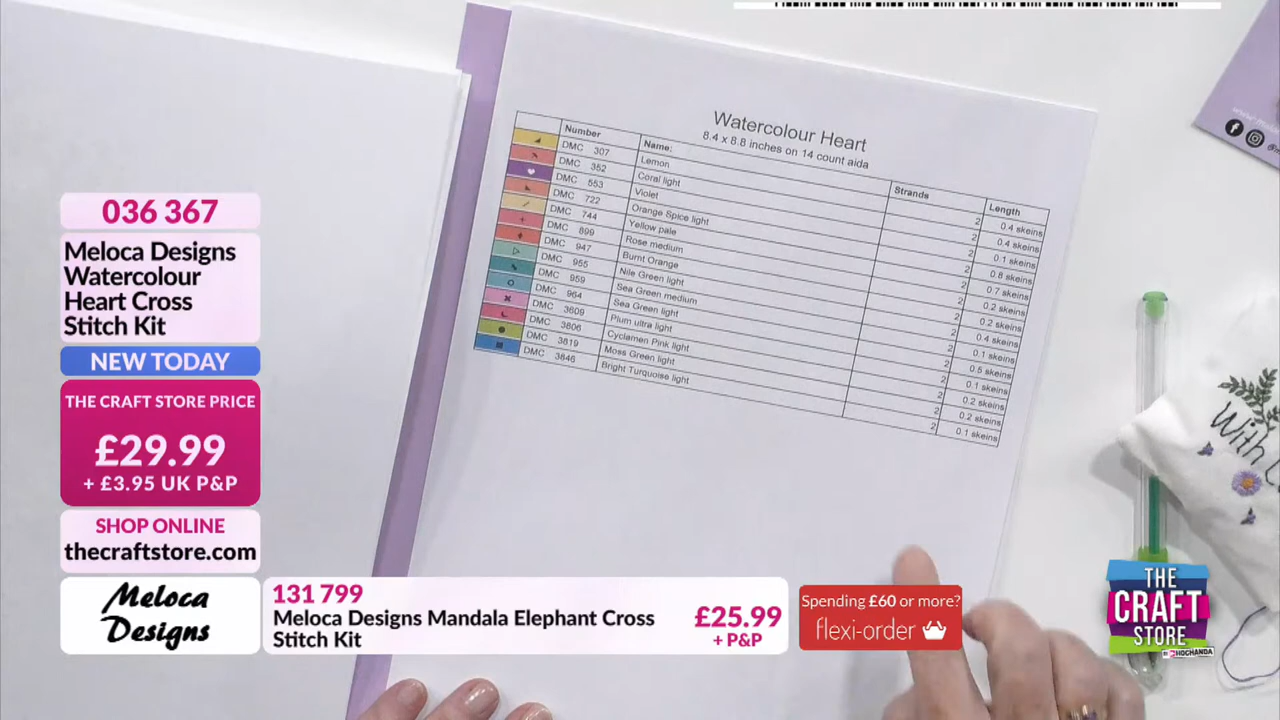 Watercolour Heart
8.4 x 8.8 inches on 14 count aida
Number Name: Strands Length
DMC 307 Lemon 2 0.4 skeins
DMC 352 Coral light 2 0.4 skeins
DMC 553 Violet 2 0.1 skeins
DMC 722 Orange Spice light 2 0.8 skeins
DMC 744 Yellow pale 2 0.7 skeins
DMC 899 Rose medium 2 0.2 skeins
DMC 947 Burnt Orange 2 0.2 skeins
DMC 955 Nile Green light 2 0.4 skeins
DMC 959 Sea Green medium 2 0.1 skeins
DMC 964 Sea Green light 2 0.5 skeins
DMC 3609 Plum ultra light 2 0.1 skeins
DMC 3806 Cyclamen Pink light 2 0.2 skeins
DMC 3819 Moss Green light 2 0.2 skeins
DMC 3846 Bright Turquoise light 2 0.1 skeins
036 367
Meloca Designs
Watercolour
Heart Cross
Stitch Kit
NEW TODAY
THE CRAFT STORE PRICE
£29.99
+ £3.95 UK P&P
SHOP ONLINE
thecraftstore.com
Meloca
Designs
131 799
Meloca Designs Mandala Elephant Cross
Stitch Kit
£25.99
+ P&P
Spending £60 or more?
flexi-order
With
THE
CRAFT
STORE
BY HOCHANDA